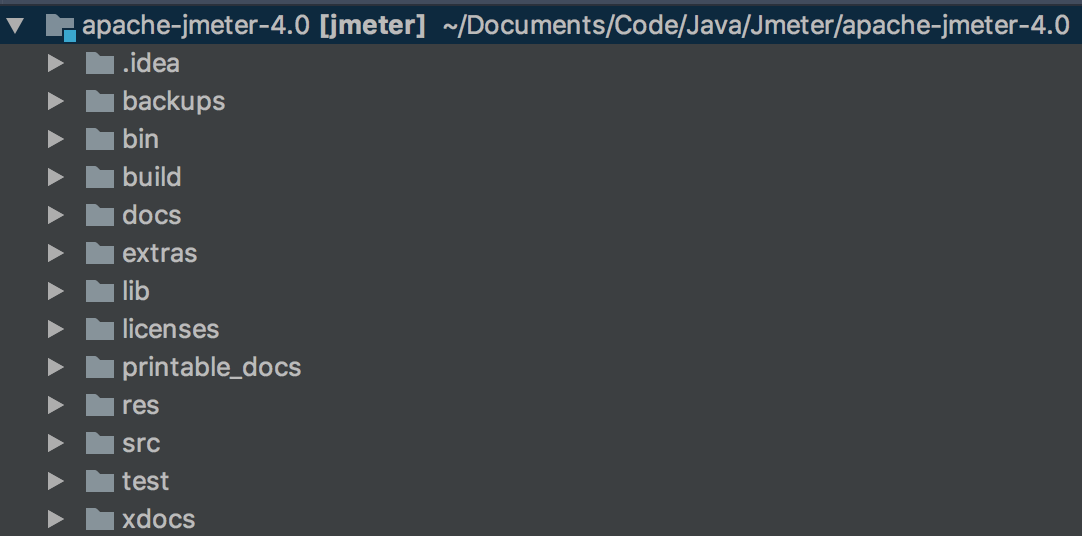 apache-jmeter-4.0 [jmeter] ~/Documents/Code/Java/Jmeter/apache-jmeter-4.0
.idea
backups
bin
build
docs
extras
lib
licenses
printable_docs
res
src
test
xdocs